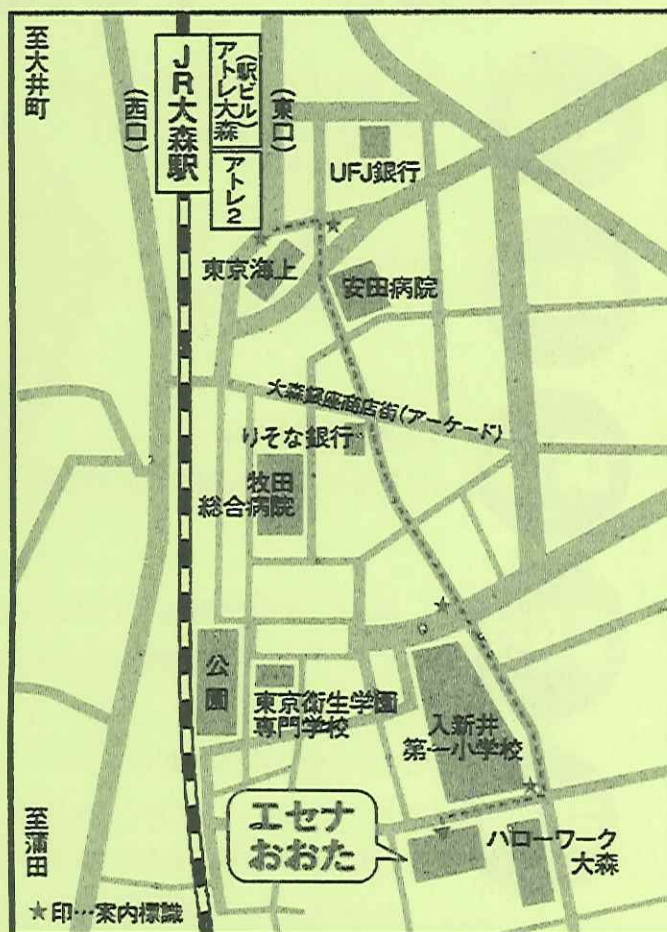 至大井町
(西口)
JR大森駅
(駅ビル)
アトレ大森
アトレ2
(東口)
UFJ銀行
東京海上
安田病院
大森銀座商店街(アーケード)
りそな銀行
牧田
総合病院
公園
東京衛生学園
専門学校
入新井
第一小学校
エセナ
おおた
ハローワーク
大森
至蒲田
★印…案内標識